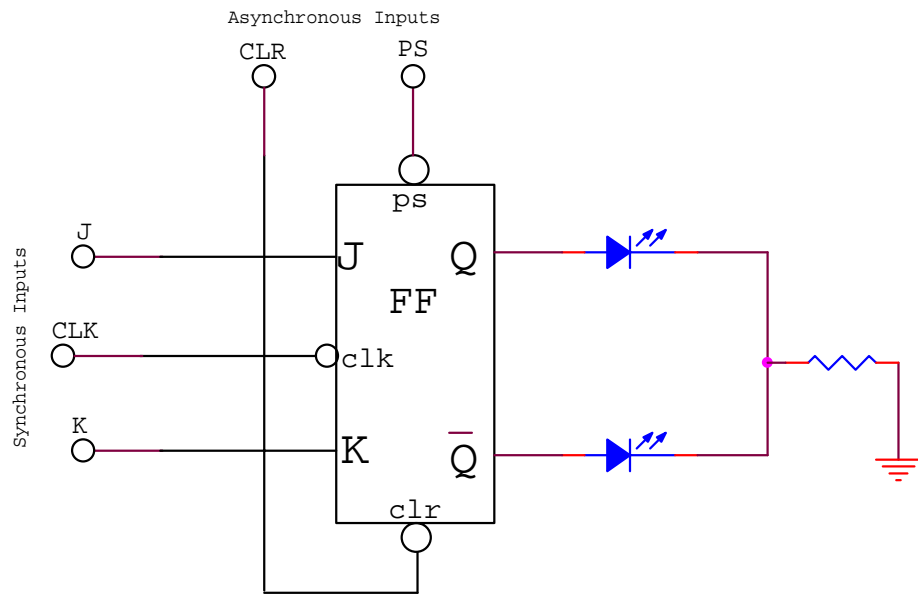 Asynchronous Inputs
CLR
PS
ps
J
J
Q
FF
Synchronous Inputs
CLK
clk
K
K
Q̅
clr